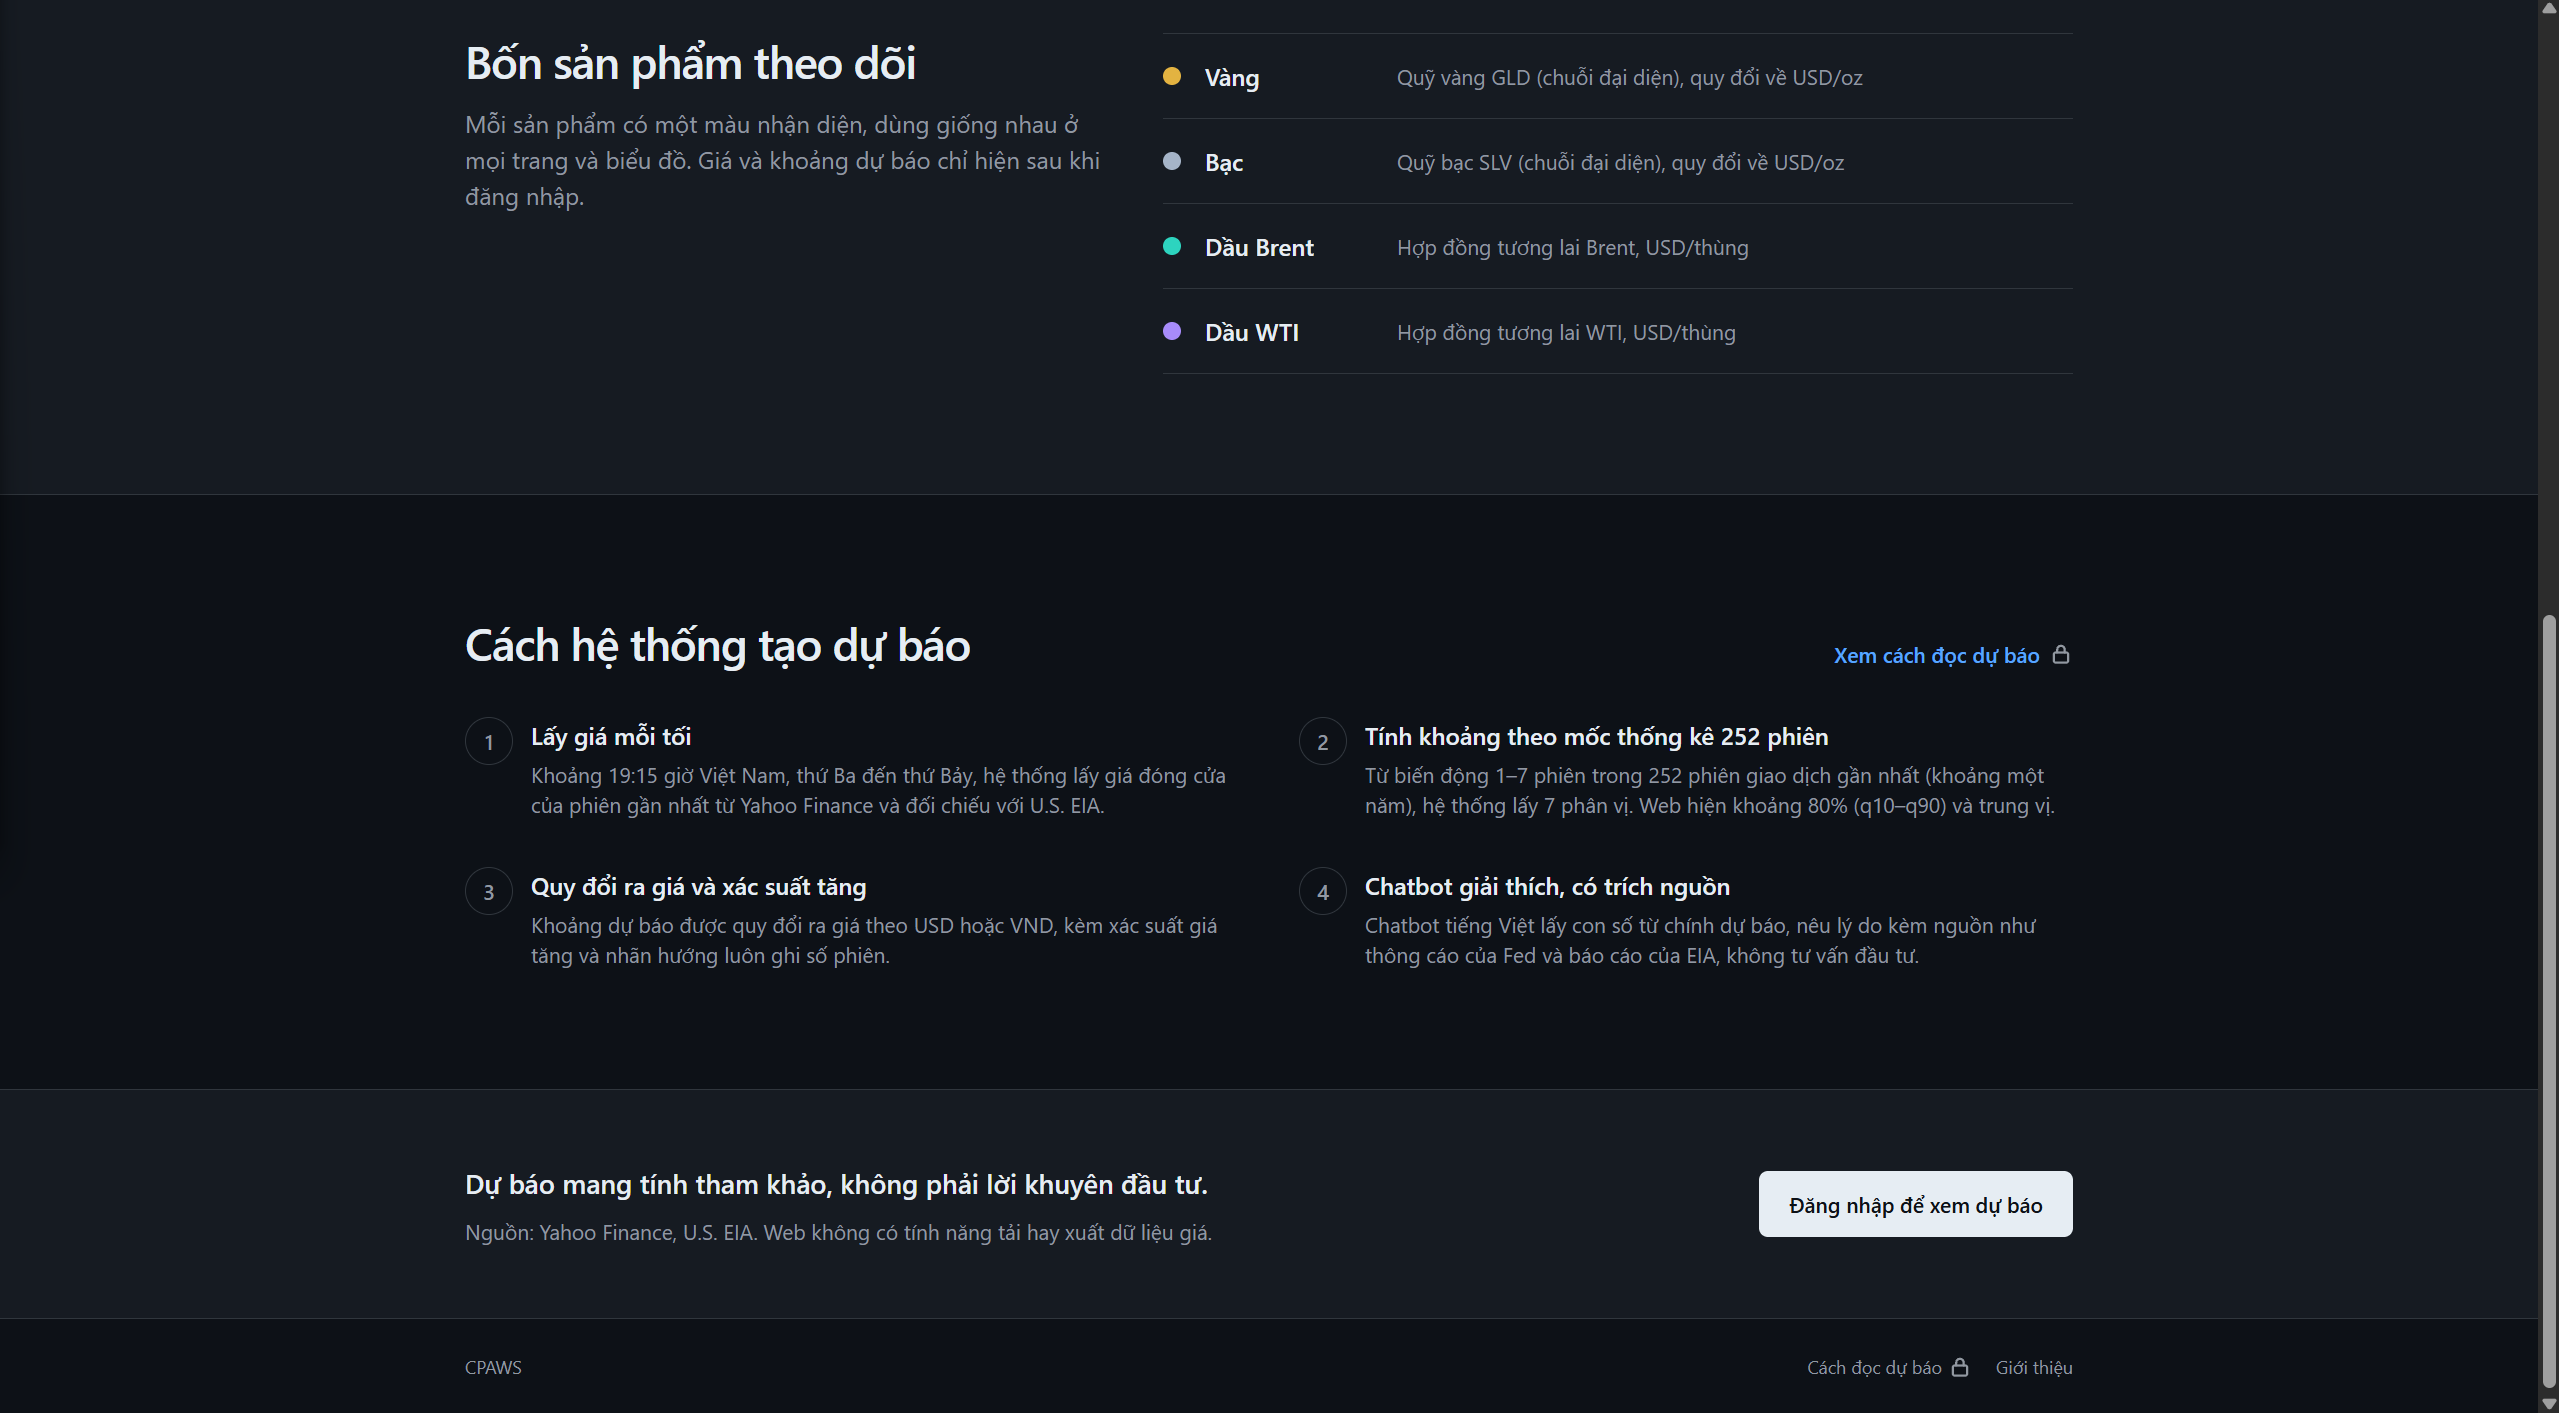 Bốn sản phẩm theo dõi
Mỗi sản phẩm có một màu nhận diện, dùng giống nhau ở
mọi trang và biểu đồ. Giá và khoảng dự báo chỉ hiện sau khi
đăng nhập.
Vàng
Quỹ vàng GLD (chuỗi đại diện), quy đổi về USD/oz
Bạc
Quỹ bạc SLV (chuỗi đại diện), quy đổi về USD/oz
Dầu Brent
Hợp đồng tương lai Brent, USD/thùng
Dầu WTI
Hợp đồng tương lai WTI, USD/thùng
Cách hệ thống tạo dự báo
Xem cách đọc dự báo
1
Lấy giá mỗi tối
Khoảng 19:15 giờ Việt Nam, thứ Ba đến thứ Bảy, hệ thống lấy giá đóng cửa
của phiên gần nhất từ Yahoo Finance và đối chiếu với U.S. EIA.
2
Tính khoảng theo mốc thống kê 252 phiên
Từ biến động 1–7 phiên trong 252 phiên giao dịch gần nhất (khoảng một
năm), hệ thống lấy 7 phân vị. Web hiện khoảng 80% (q10–q90) và trung vị.
3
Quy đổi ra giá và xác suất tăng
Khoảng dự báo được quy đổi ra giá theo USD hoặc VND, kèm xác suất giá
tăng và nhãn hướng luôn ghi số phiên.
4
Chatbot giải thích, có trích nguồn
Chatbot tiếng Việt lấy con số từ chính dự báo, nêu lý do kèm nguồn như
thông cáo của Fed và báo cáo của EIA, không tư vấn đầu tư.
Dự báo mang tính tham khảo, không phải lời khuyên đầu tư.
Nguồn: Yahoo Finance, U.S. EIA. Web không có tính năng tải hay xuất dữ liệu giá.
Đăng nhập để xem dự báo
CPAWS
Cách đọc dự báo
Giới thiệu